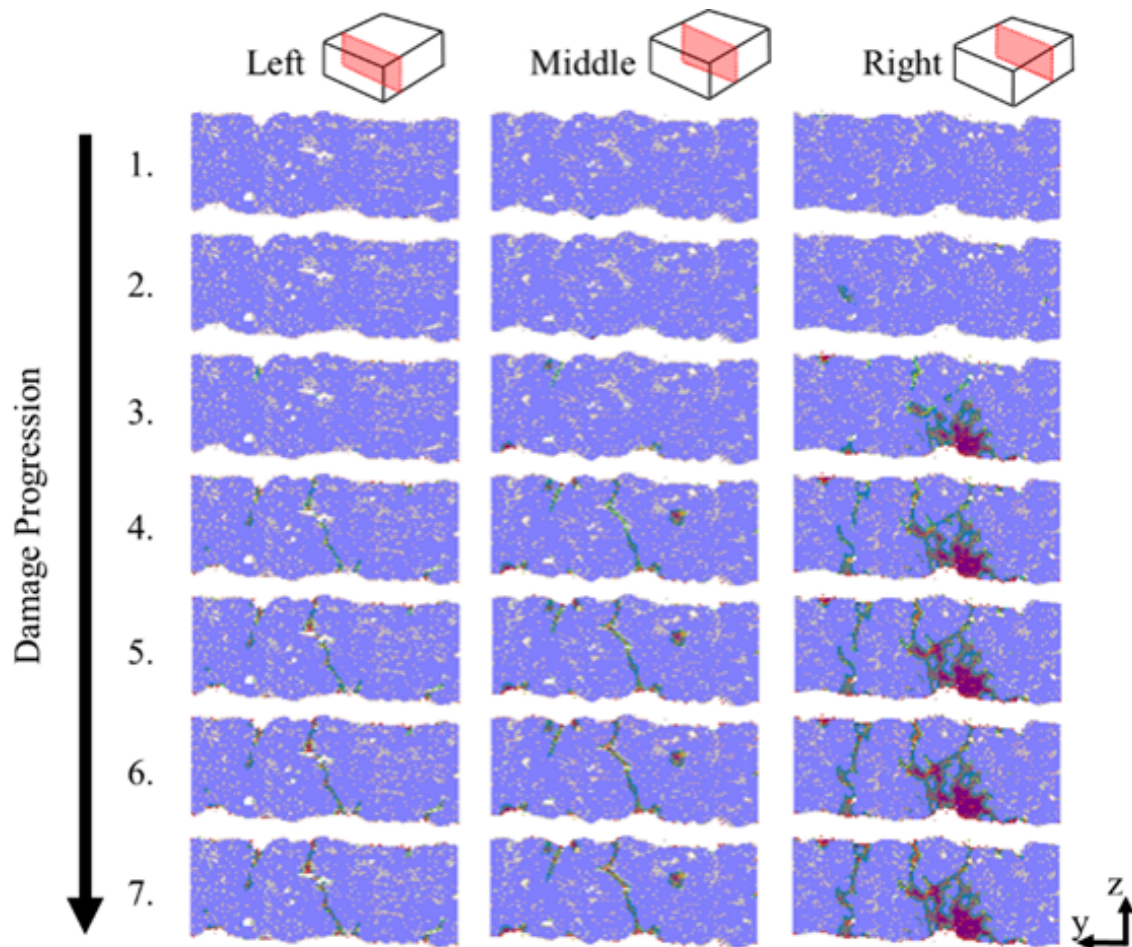 Left
Middle
Right
Damage Progression
1.
2.
3.
4.
5.
6.
7.
z
y